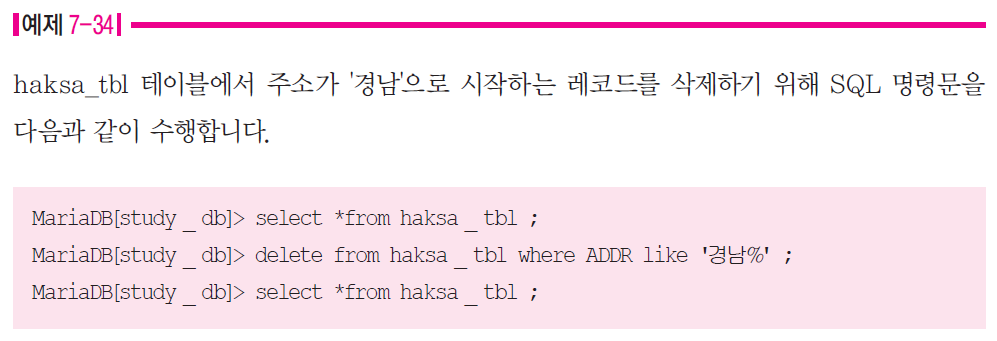 예제 7-34
haksa_tbl 테이블에서 주소가 '경남'으로 시작하는 레코드를 삭제하기 위해 SQL 명령문을
다음과 같이 수행합니다.
MariaDB[study _ db]> select *from haksa _ tbl ;
MariaDB[study _ db]> delete from haksa _ tbl where ADDR like '경남%' ;
MariaDB[study _ db]> select *from haksa _ tbl ;